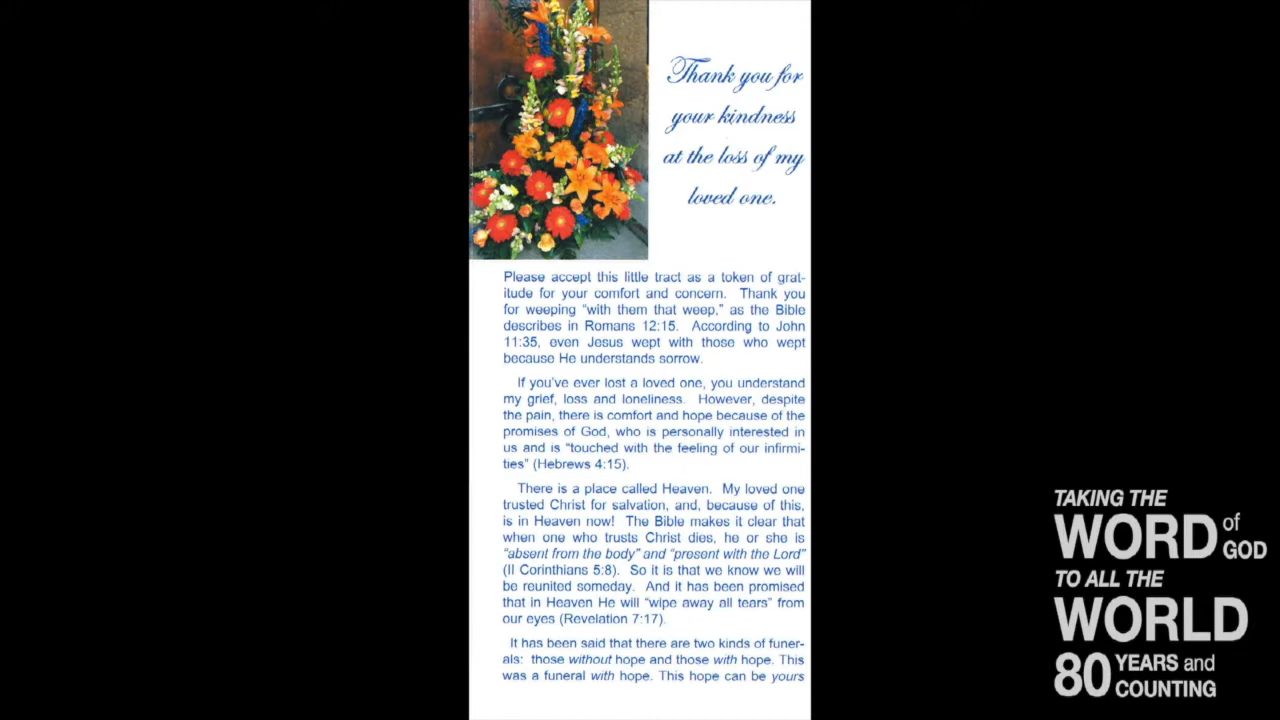 Thank you for
your kindness
at the loss of my
loved one.
Please accept this little tract as a token of grat-
itude for your comfort and concern. Thank you
for weeping “with them that weep,” as the Bible
describes in Romans 12:15. According to John
11:35, even Jesus wept with those who wept
because He understands sorrow.
If you’ve ever lost a loved one, you understand
my grief, loss and loneliness. However, despite
the pain, there is comfort and hope because of the
promises of God, who is personally interested in
us and is “touched with the feeling of our infirmi-
ties” (Hebrews 4:15).
There is a place called Heaven. My loved one
trusted Christ for salvation, and, because of this,
is in Heaven now! The Bible makes it clear that
when one who trusts Christ dies, he or she is
“absent from the body” and “present with the Lord”
(II Corinthians 5:8). So it is that we know we will
be reunited someday. And it has been promised
that in Heaven He will “wipe away all tears” from
our eyes (Revelation 7:17).
It has been said that there are two kinds of funer-
als: those without hope and those with hope. This
was a funeral with hope. This hope can be yours
TAKING THE
WORD of GOD
TO ALL THE
WORLD
80 YEARS and COUNTING